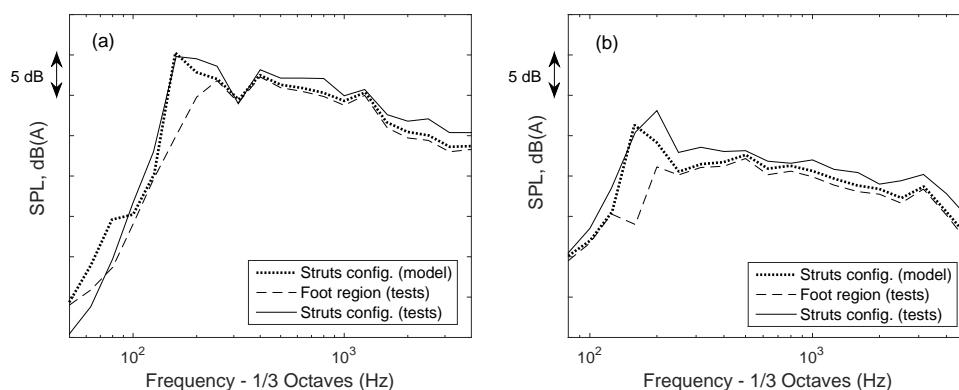 (a)
5 dB
SPL, dB(A)
Struts config. (model)
Foot region (tests)
Struts config. (tests)
10²
10³
Frequency - 1/3 Octaves (Hz)
(b)
5 dB
SPL, dB(A)
Struts config. (model)
Foot region (tests)
Struts config. (tests)
10²
10³
Frequency - 1/3 Octaves (Hz)